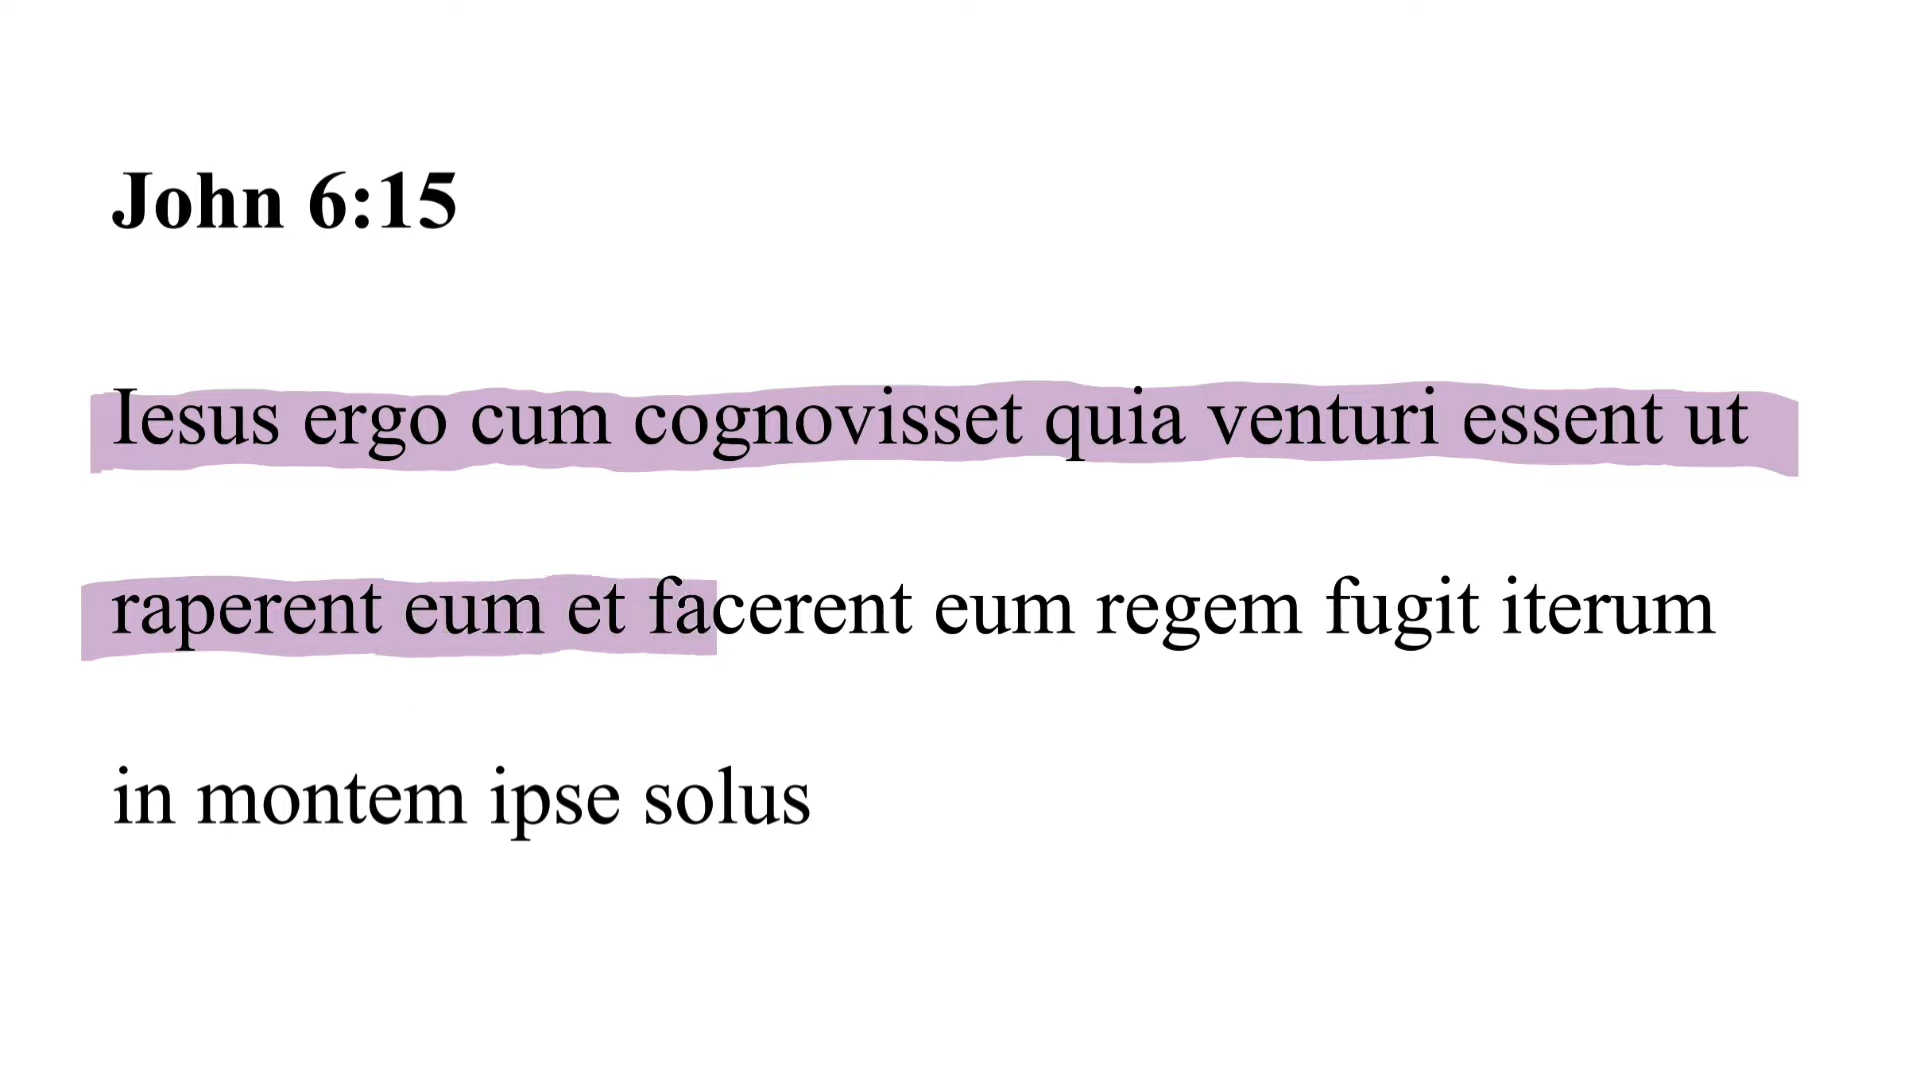 John 6:15
Iesus ergo cum cognovisset quia venturi essent ut
raperent eum et facerent eum regem fugit iterum
in montem ipse solus